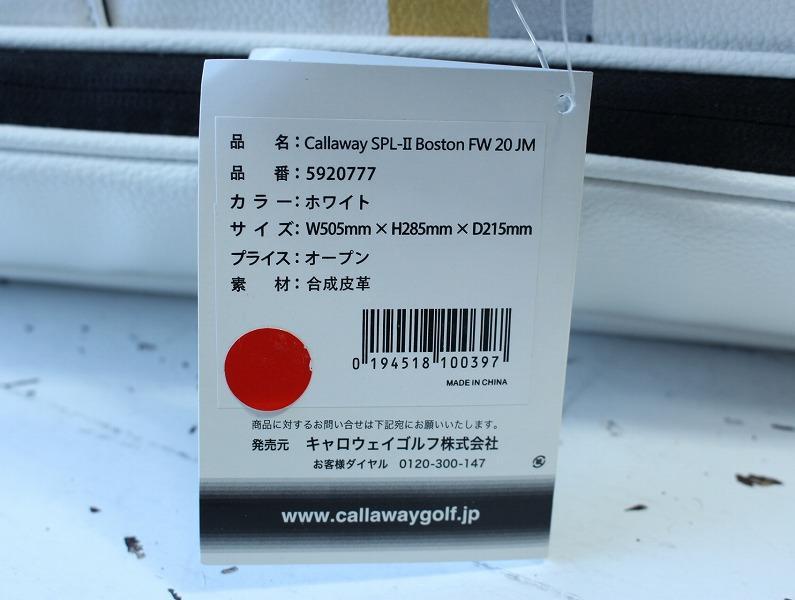 品 名：Callaway SPL-II Boston FW 20 JM
品 番：5920777
カ ラ ー：ホワイト
サ イ ズ：W505mm × H285mm × D215mm
プライス：オープン
素 材：合成皮革
0 194518 100397
MADE IN CHINA
商品に対するお問い合せは下記宛にお願いいたします。
発売元 キャロウェイゴルフ株式会社
お客様ダイヤル 0120-300-147
www.callawaygolf.jp